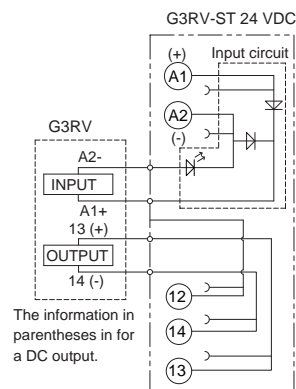 G3RV-ST 24 VDC
(+)
Input circuit
A1
A2
(-)
G3RV
A2-
INPUT
A1+
13 (+)
OUTPUT
14 (-)
12
14
13
The information in
parentheses in for
a DC output.